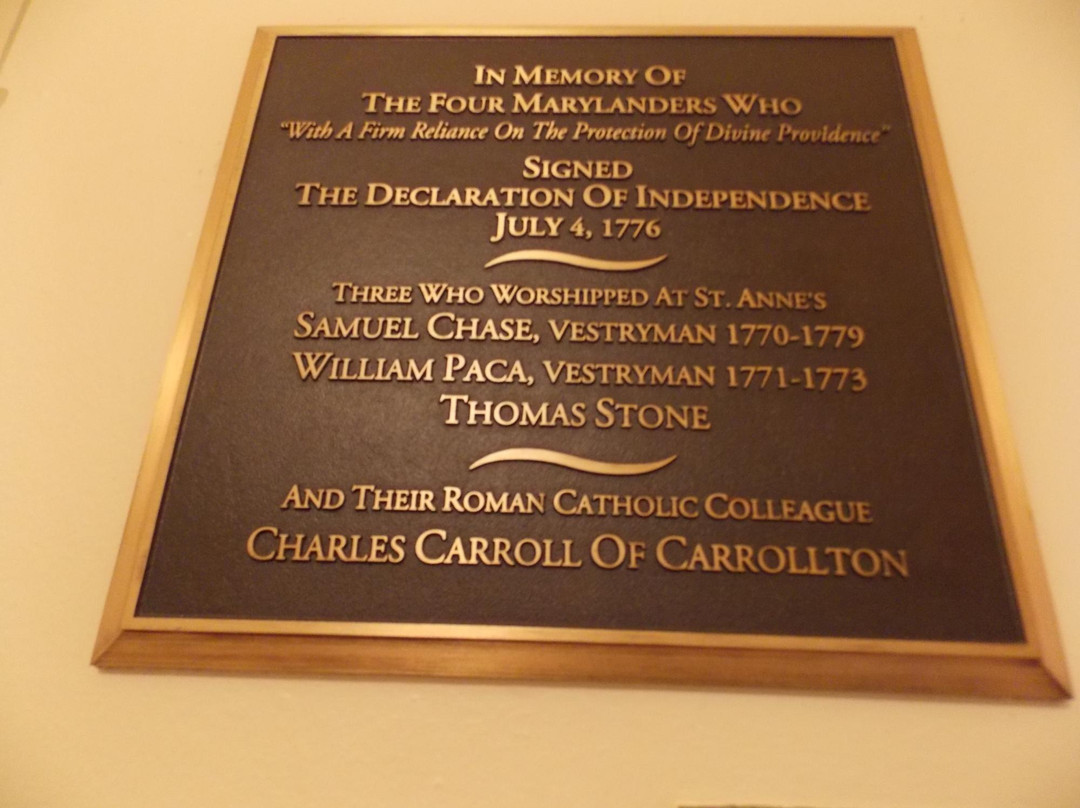 In Memory Of
The Four Marylanders Who
"With A Firm Reliance On The Protection Of Divine Providence"
Signed
The Declaration Of Independence
July 4, 1776
Three Who Worshipped At St. Anne's
Samuel Chase, vestryman 1770-1779
William Paca, vestryman 1771-1773
Thomas Stone
And Their Roman Catholic Colleague
Charles Carroll Of Carrollton